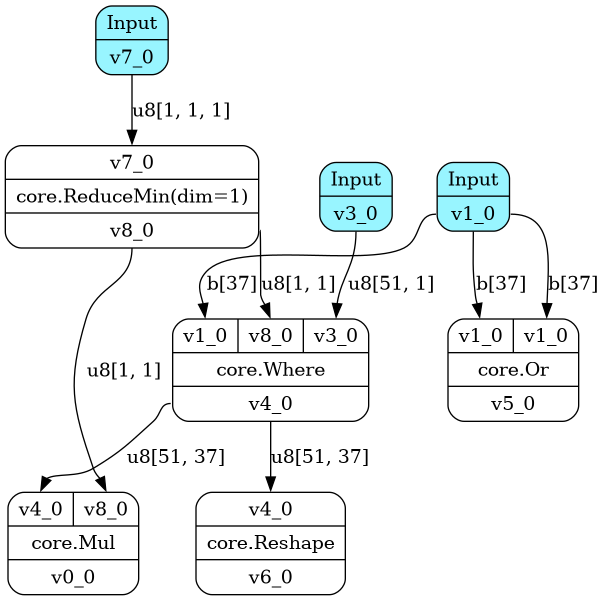 Input
v7_0
u8[1, 1, 1]
v7_0
core.ReduceMin(dim=1)
v8_0
Input
v3_0
Input
v1_0
b[37]
u8[1, 1]
u8[51, 1]
b[37]
b[37]
v1_0
v8_0
v3_0
core.Where
v4_0
v1_0
v1_0
core.Or
v5_0
u8[1, 1]
u8[51, 37]
u8[51, 37]
v4_0
v8_0
core.Mul
v0_0
v4_0
core.Reshape
v6_0